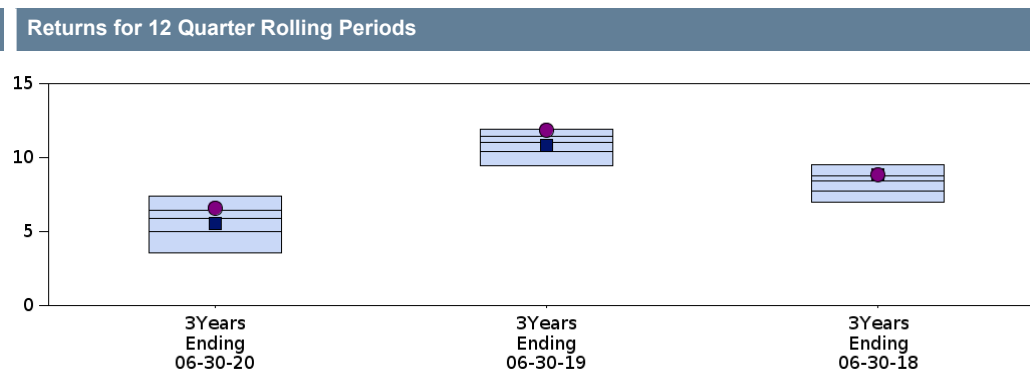 Returns for 12 Quarter Rolling Periods
15
10
5
0
3Years
Ending
06-30-20
3Years
Ending
06-30-19
3Years
Ending
06-30-18